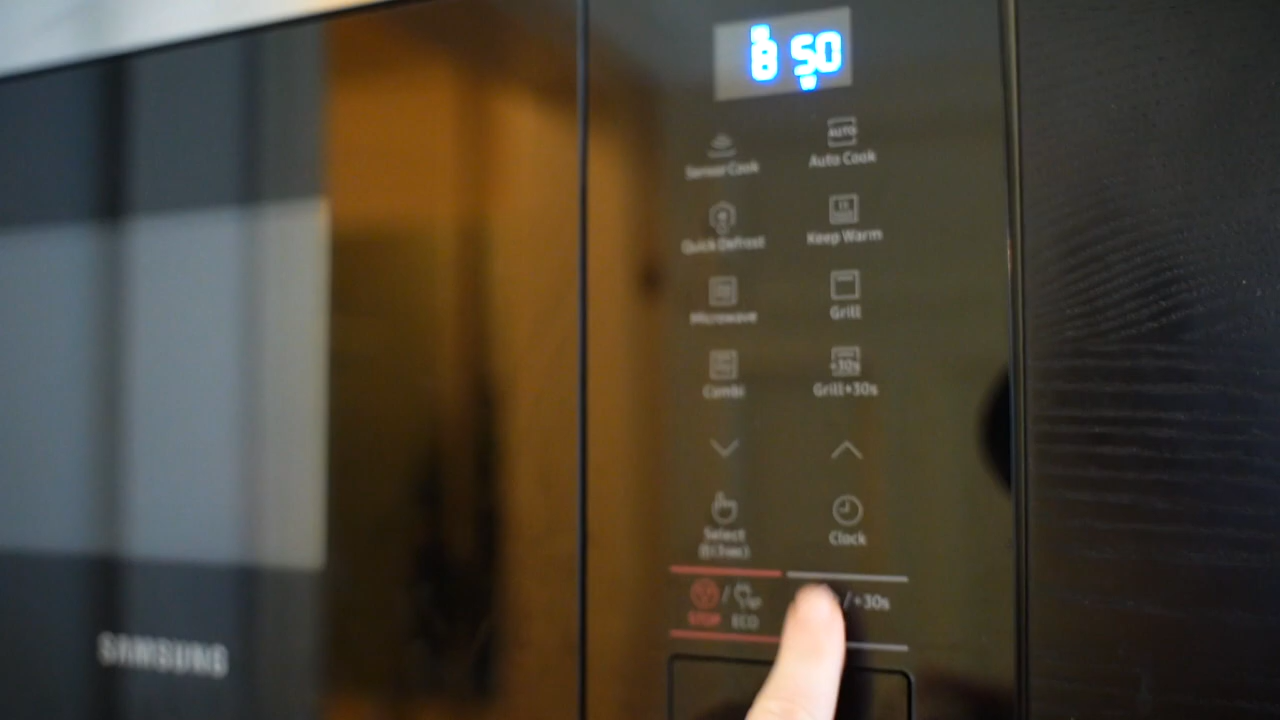 8 50
W
AUTO
Sensor Cook
Auto Cook
Quick Defrost
Keep Warm
Microwave
Grill
Combi
+30s
Grill+30s
Select
Clock
/
/ +30s
STOP
ECO
SAMSUNG